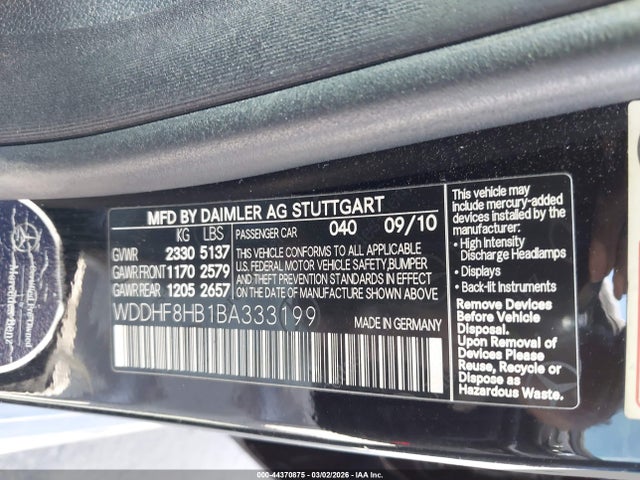 MFD BY DAIMLER AG STUTTGART
KG LBS
GVWR 2330 5137
GAWR FRONT 1170 2579
GAWR REAR 1205 2657
PASSENGER CAR 040 09/10
THIS VEHICLE CONFORMS TO ALL APPLICABLE
U.S. FEDERAL MOTOR VEHICLE SAFETY, BUMPER
AND THEFT PREVENTION STANDARDS IN EFFECT
ON THE DATE OF MANUFACTURE SHOWN ABOVE.
WDDHF8HB1BA333199
MADE IN GERMANY
This vehicle may
include mercury-added
devices installed by the
manufacturer:
• High Intensity
Discharge Headlamps
• Displays
• Back-lit Instruments
Remove Devices
Before Vehicle
Disposal.
Upon Removal of
Devices Please
Reuse, Recycle or
Dispose as
Hazardous Waste.
Mercedes-Benz
000-44370875 - 03/02/2026 - IAA Inc.